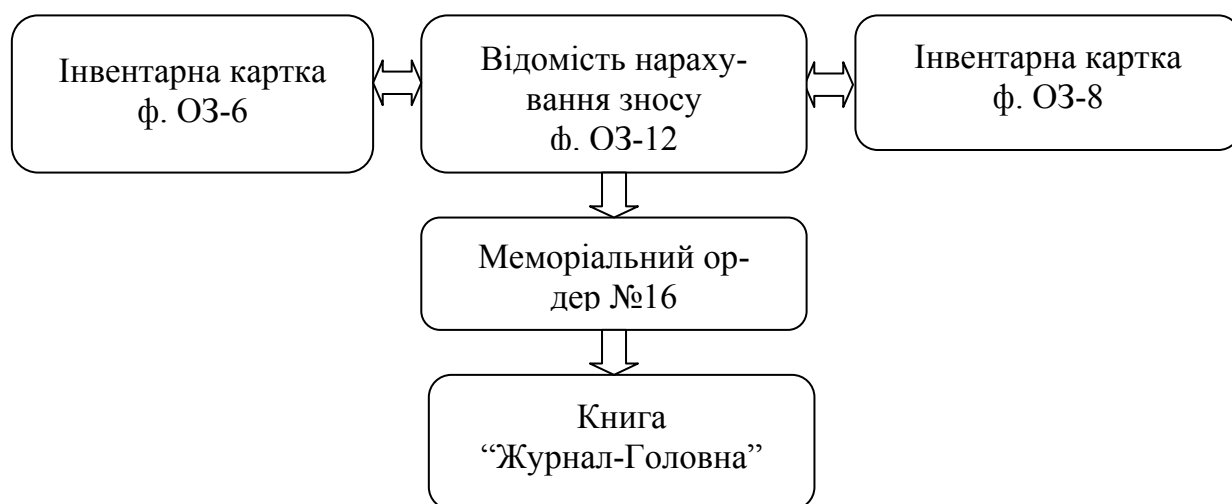 Інвентарна картка
ф. ОЗ-6
Відомість нараху-
вання зносу
ф. ОЗ-12
Інвентарна картка
ф. ОЗ-8
Меморіальний ор-
дер №16
Книга
“Журнал-Головна”